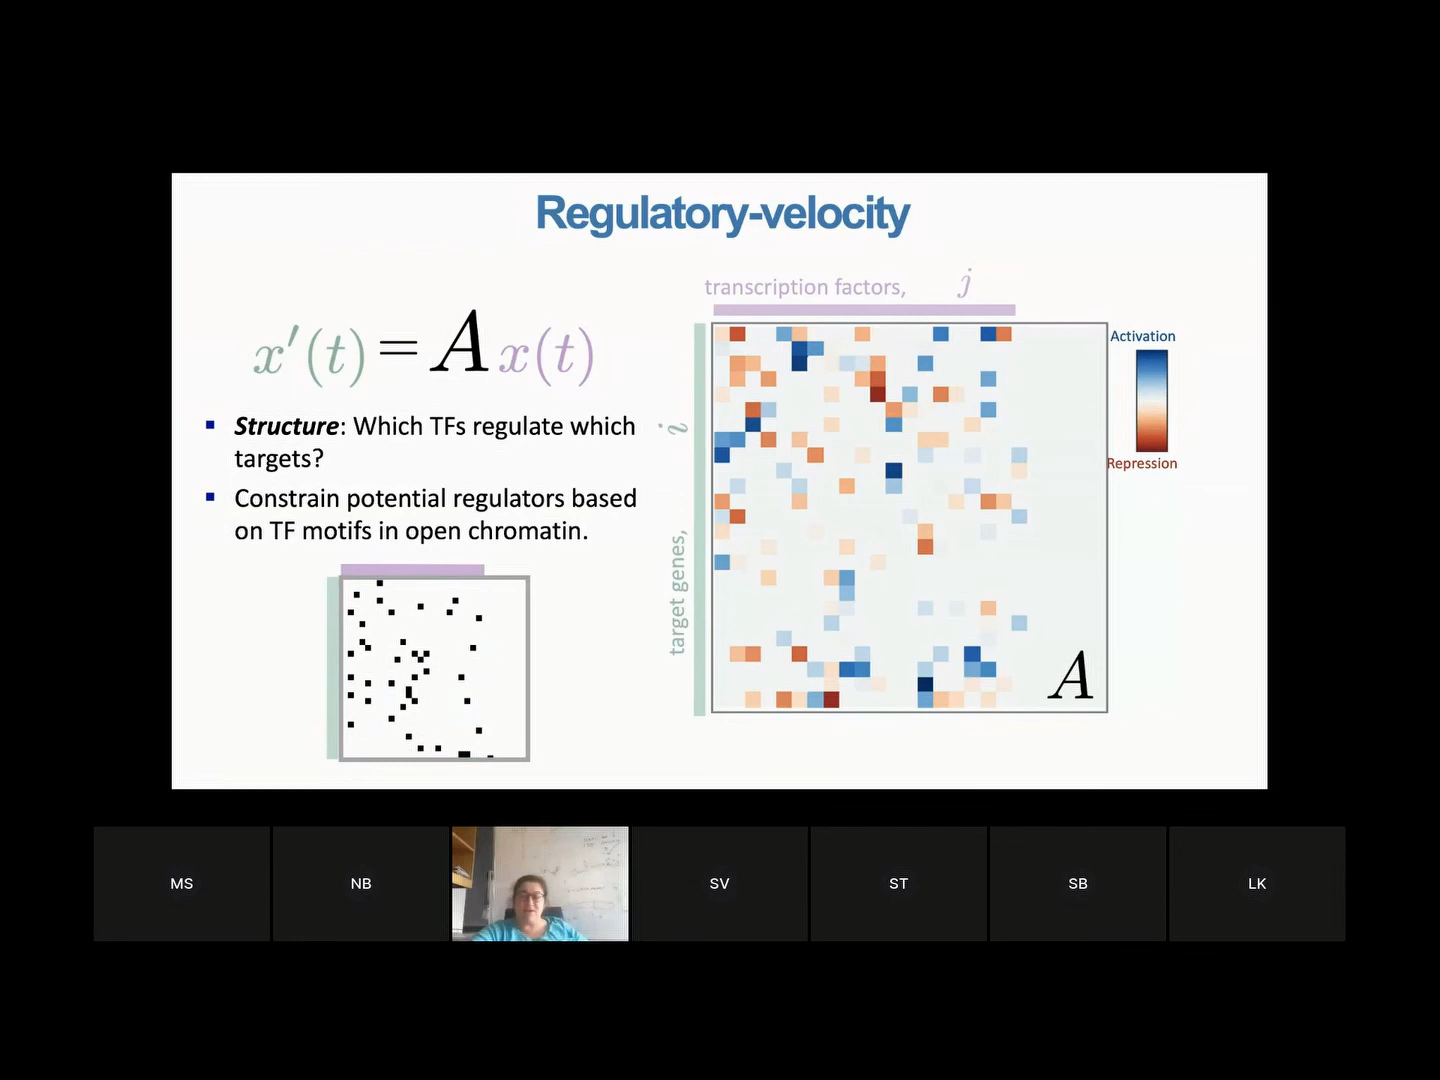 Regulatory-velocity
x′(t) = A x(t)
Structure: Which TFs regulate which
targets?
Constrain potential regulators based
on TF motifs in open chromatin.
transcription factors, j
target genes, i
Activation
Repression
A
MS
NB
SV
ST
SB
LK